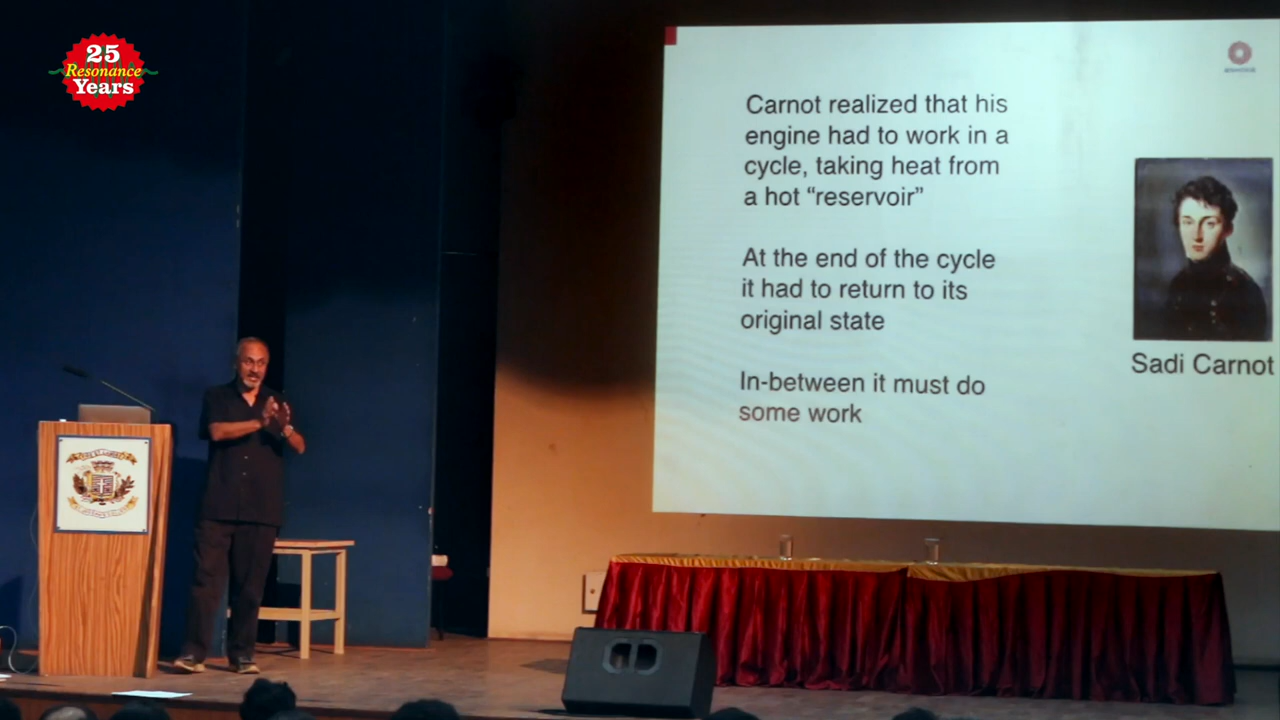 25
Resonance
Years
Carnot realized that his
engine had to work in a
cycle, taking heat from
a hot “reservoir”
At the end of the cycle
it had to return to its
original state
In-between it must do
some work
Sadi Carnot